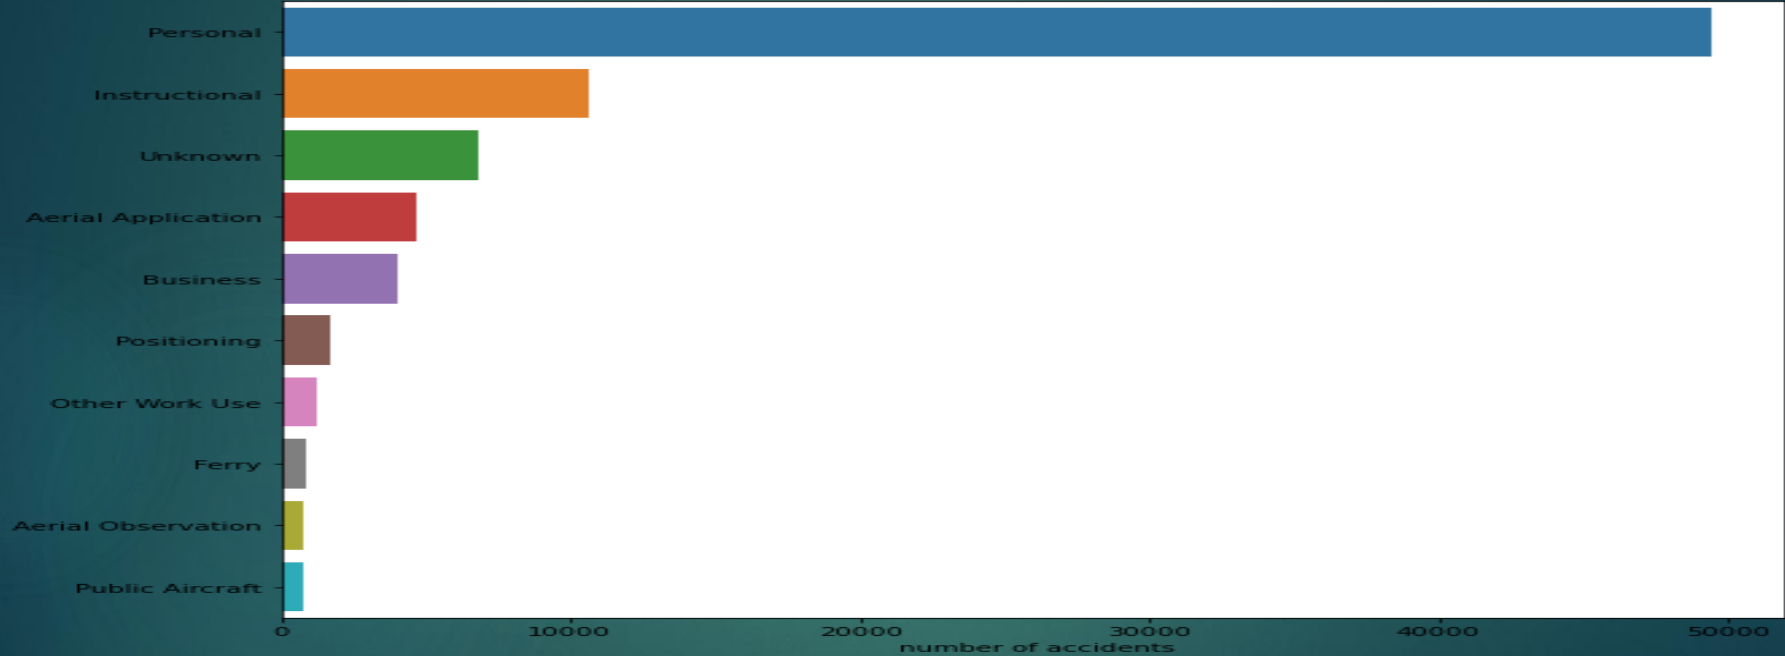 Personal
Instructional
Unknown
Aerial Application
Business
Positioning
Other Work Use
Ferry
Aerial Observation
Public Aircraft
0 10000 20000 30000 40000 50000
number of accidents